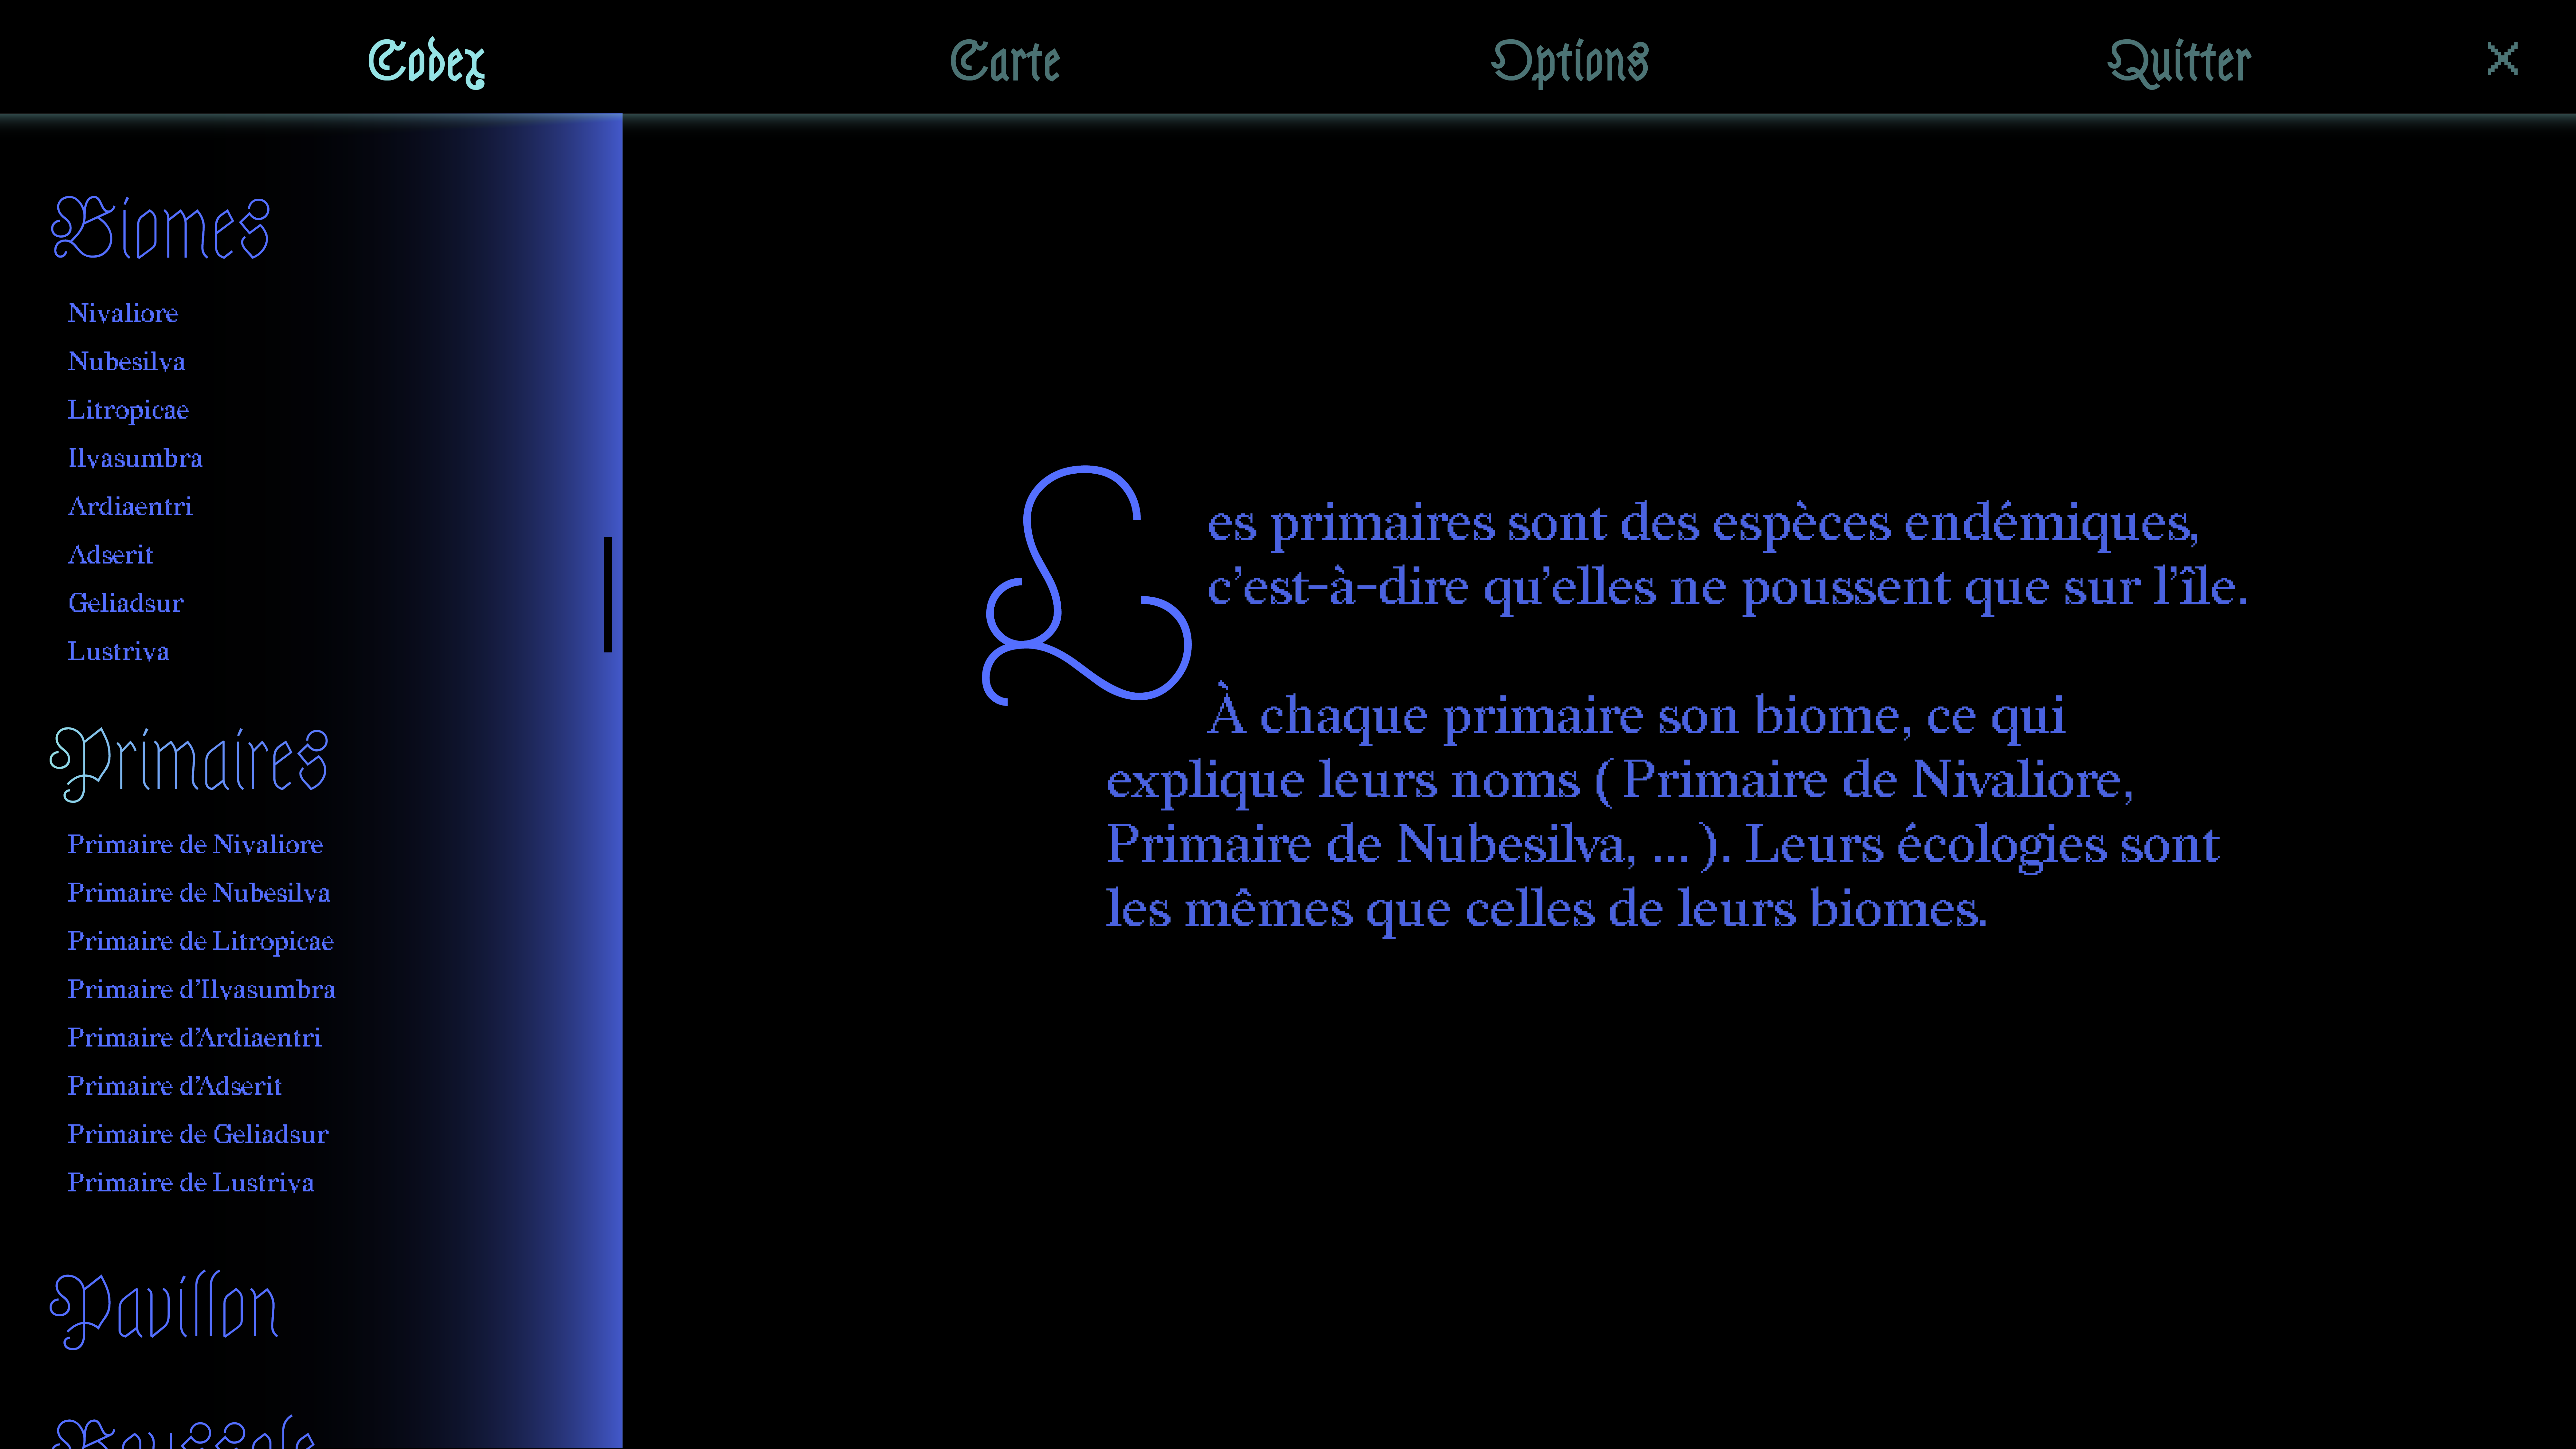 Codex
Carte
Options
Quitter
Biomes
Nivaliore
Nubesilva
Litropicae
Ilvasumbra
Ardiaentri
Adserit
Geliadsur
Lustriva
Primaires
Primaire de Nivaliore
Primaire de Nubesilva
Primaire de Litropicae
Primaire d’Ilvasumbra
Primaire d’Ardiaentri
Primaire d’Adserit
Primaire de Geliadsur
Primaire de Lustriva
Pavillon
Boussole
Les primaires sont des espèces endémiques,
c’est-à-dire qu’elles ne poussent que sur l’île.
À chaque primaire son biome, ce qui
explique leurs noms (Primaire de Nivaliore,
Primaire de Nubesilva, ...). Leurs écologies sont
les mêmes que celles de leurs biomes.